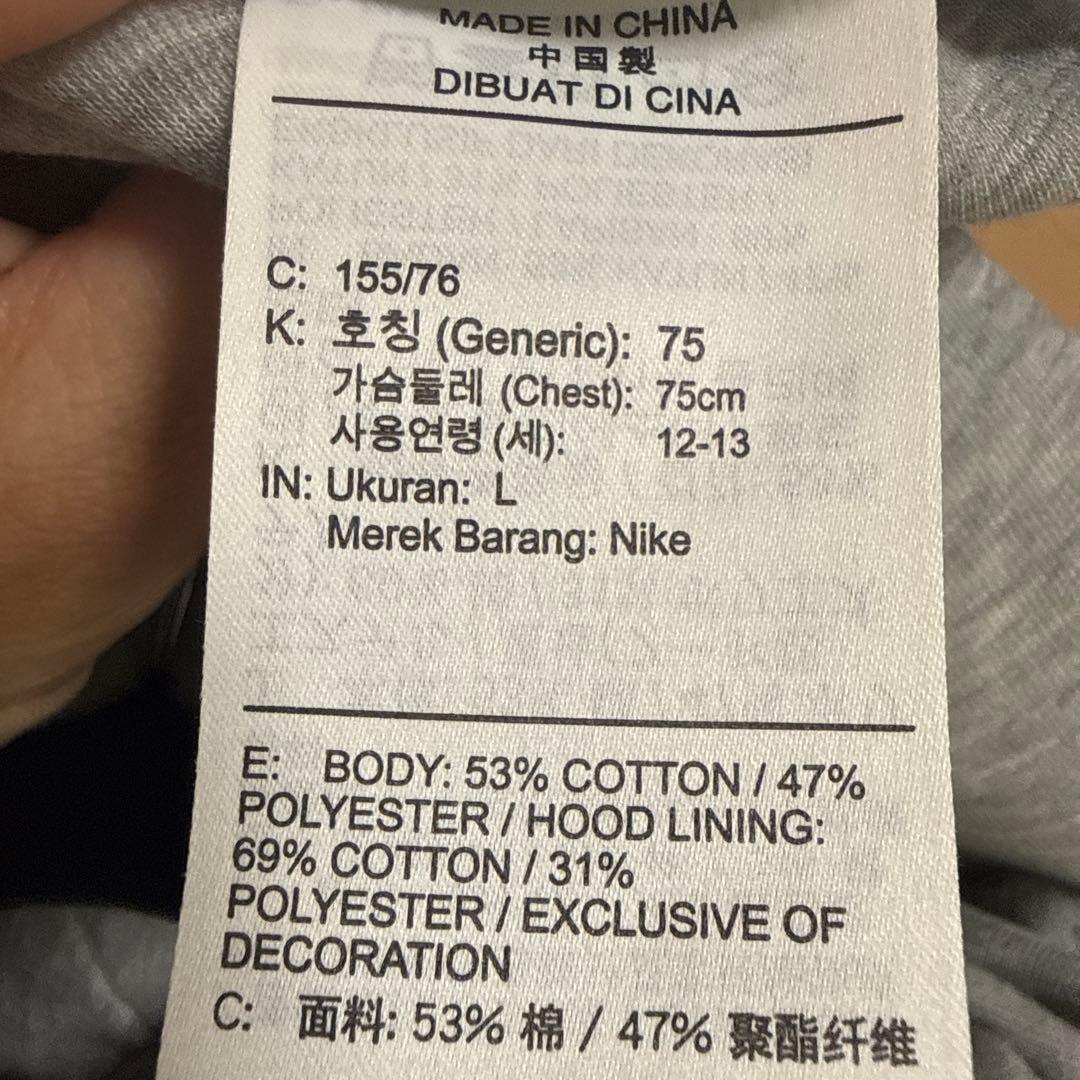 MADE IN CHINA
中国製
DIBUAT DI CINA
C: 155/76
K: 호칭 (Generic): 75
가슴둘레 (Chest): 75cm
사용연령 (세): 12-13
IN: Ukuran: L
Merek Barang: Nike
E: BODY: 53% COTTON / 47%
POLYESTER / HOOD LINING:
69% COTTON / 31%
POLYESTER / EXCLUSIVE OF
DECORATION
C: 面料: 53% 棉 / 47% 聚酯纤维